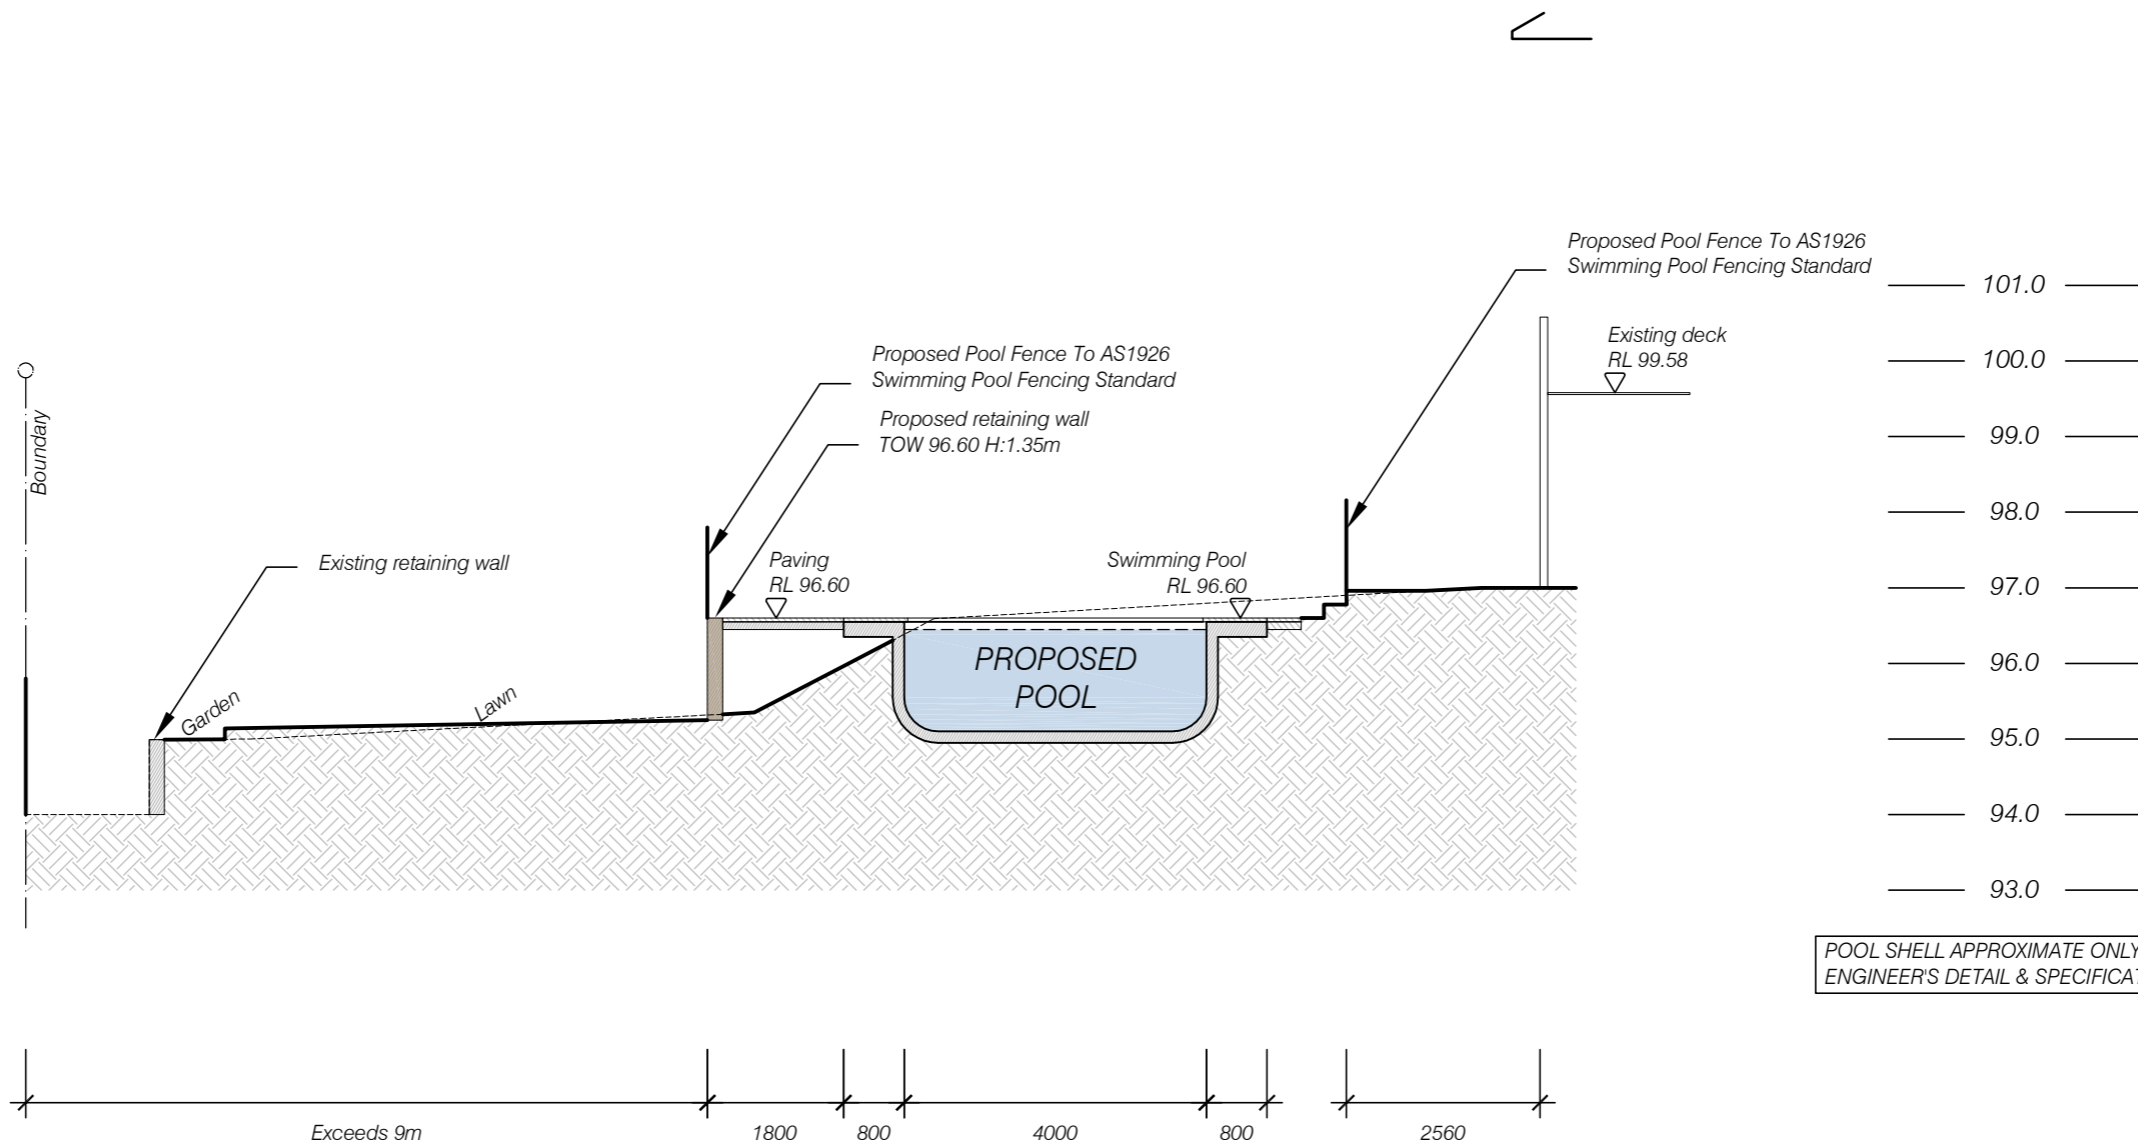 Proposed Pool Fence To AS1926
Swimming Pool Fencing Standard
101.0
Existing deck
RL 99.58
100.0
Proposed Pool Fence To AS1926
Swimming Pool Fencing Standard
Proposed retaining wall
TOW 96.60 H:1.35m
99.0
Boundary
98.0
Existing retaining wall
Paving
RL 96.60
Swimming Pool
RL 96.60
97.0
PROPOSED
POOL
96.0
Garden
Lawn
95.0
94.0
93.0
POOL SHELL APPROXIMATE ONLY
ENGINEER'S DETAIL & SPECIFICAT
Exceeds 9m
1800
800
4000
800
2560